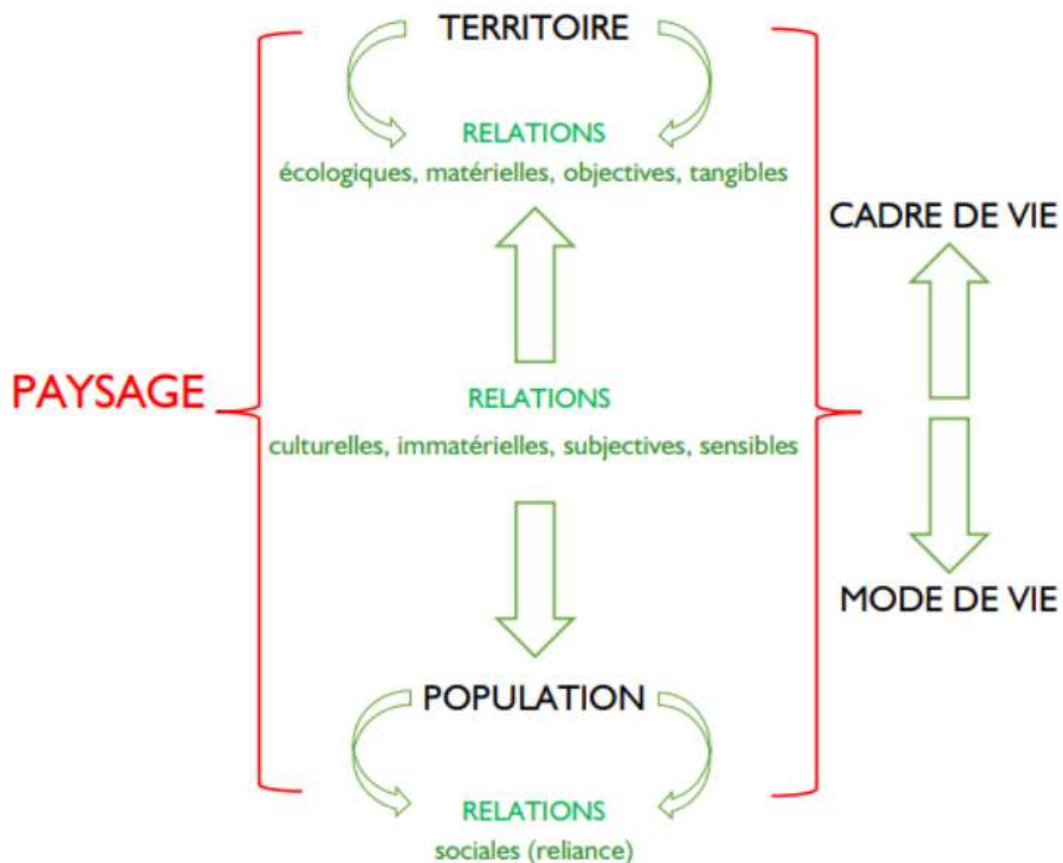 TERRITOIRE
RELATIONS
écologiques, matérielles, objectives, tangibles
CADRE DE VIE
PAYSAGE
RELATIONS
culturelles, immatérielles, subjectives, sensibles
MODE DE VIE
POPULATION
RELATIONS
sociales (reliance)